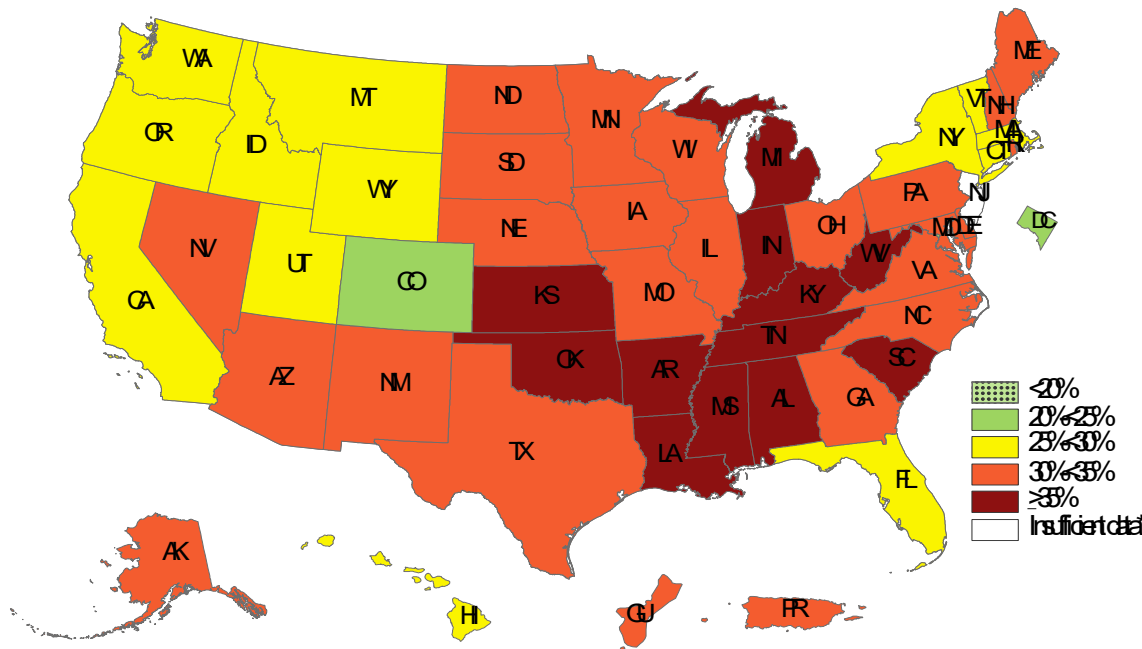 WA
MT
ND
MN
ME
VT
NH
OR
ID
SD
WI
MI
NY
MA
CT
RI
WY
IA
PA
NJ
NE
NV
UT
CO
IL
IN
OH
MD
DE
DC
WV
VA
CA
KS
MO
KY
NC
TN
AZ
NM
OK
AR
SC
MS
AL
GA
TX
LA
FL
<20%
20%-<25%
25%-<30%
30%-<35%
≥35%
Insufficient data*
AK
HI
GU
PR